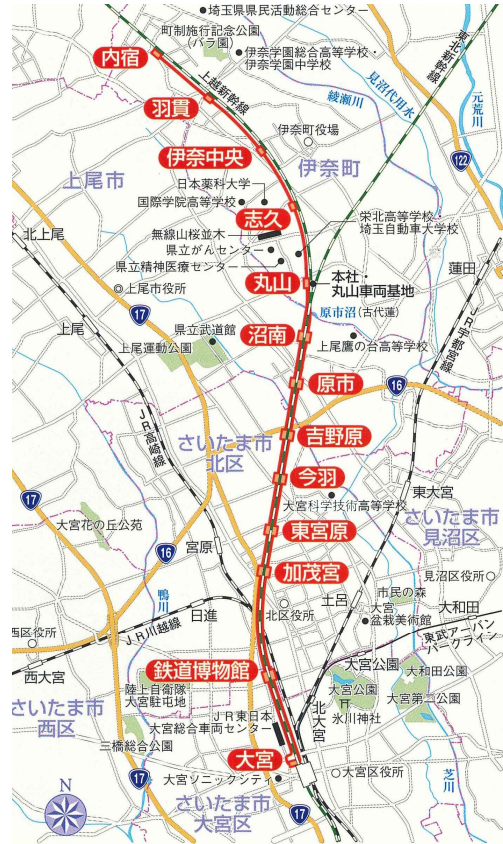 埼玉県県民活動総合センター
町制施行記念公園
(バラ園)
伊奈学園総合高等学校・
伊奈学園中学校
内宿
上越新幹線
東北新幹線
元荒川
綾瀬川
見沼代用水
羽貫
伊奈町役場
伊奈中央
伊奈町
122
上尾市
日本薬科大学
国際学院高等学校
志久
栄北高等学校・
埼玉自動車大学校
無線山桜並木
県立がんセンター
県立精神医療センター
北上尾
蓮田
丸山
本社・
丸山車両基地
上尾市役所
原市沼(古代蓮)
17
上尾
県立武道館
上尾運動公園
沼南
上尾鷹の台高等学校
JR宇都宮線
原市
16
JR高崎線
さいたま市
北区
吉野原
今羽
東大宮
17
大宮科学技術高等学校
さいたま市
見沼区
大宮花の丘公苑
東宮原
宮原
16
加茂宮
見沼区役所
鴨川
市民の森
土呂
北区役所
大宮
盆栽美術館
大和田
日進
西区役所
JR川越線
東武アーバン
パークライン
西大宮
鉄道博物館
大宮公園
大和田公園
陸上自衛隊
大宮駐屯地
大宮公園
大宮第二公園
さいたま市
西区
北大宮
氷川神社
JR東日本
大宮総合車両センター
三橋総合公園
大宮
芝川
17
大宮ソニックシティ
大宮区役所
N
さいたま市
大宮区
17